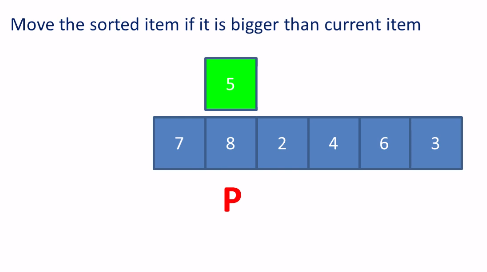 Move the sorted item if it is bigger than current item
5
7 8 2 4 6 3
P